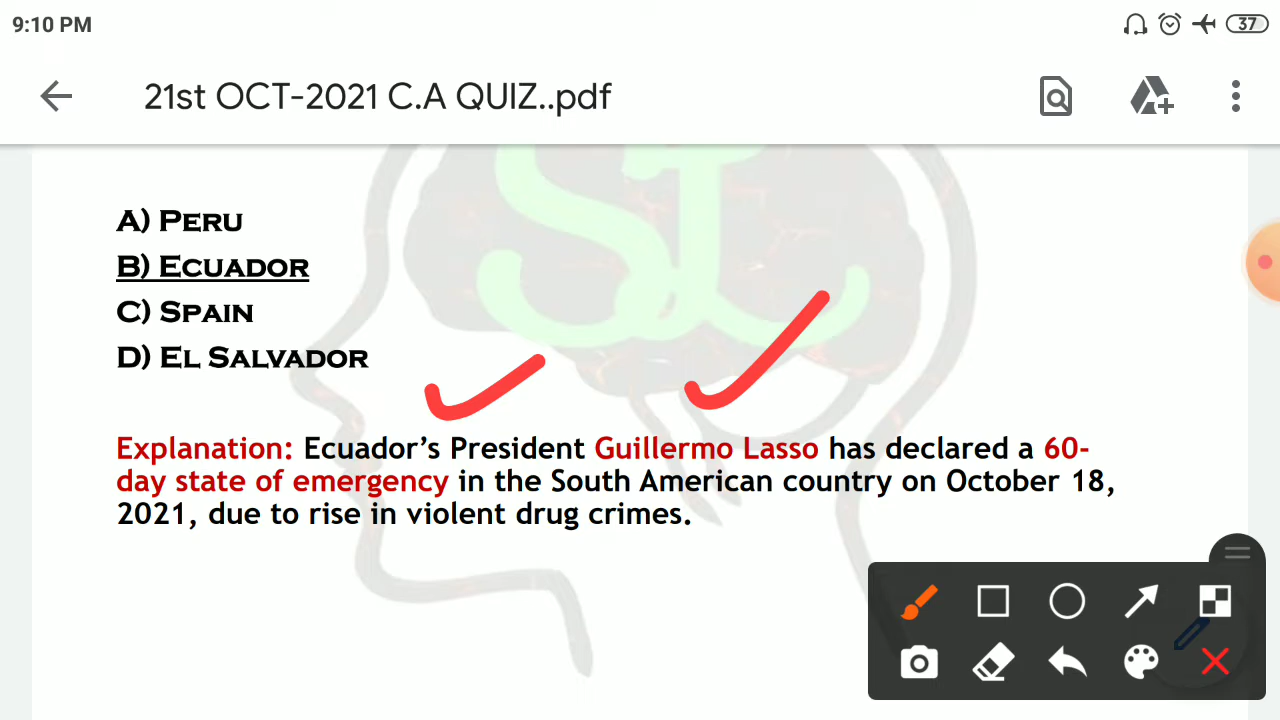 9:10 PM
37
21st OCT-2021 C.A QUIZ..pdf
A) PERU
B) ECUADOR
C) SPAIN
D) EL SALVADOR
Explanation: Ecuador's President Guillermo Lasso has declared a 60-
day state of emergency in the South American country on October 18,
2021, due to rise in violent drug crimes.